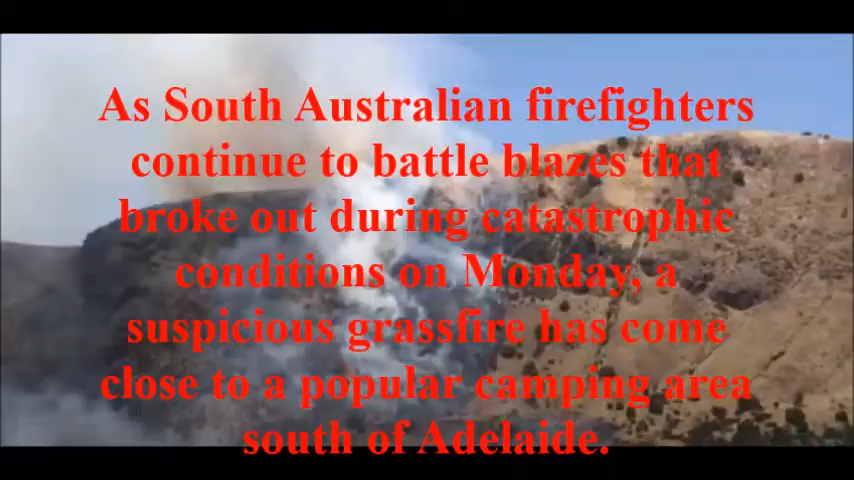 As South Australian firefighters
continue to battle blazes that
broke out during catastrophic
conditions on Monday, a
suspicious grassfire has come
close to a popular camping area
south of Adelaide.